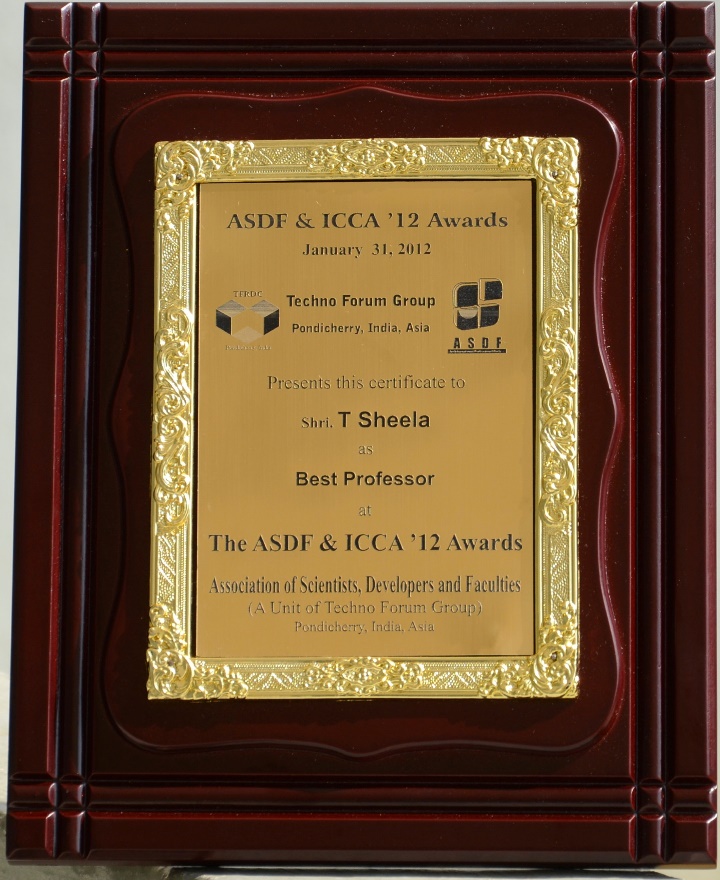 ASDF & ICCA '12 Awards
January 31, 2012
TFRDC
Techno Forum Group
Pondicherry, India, Asia
ASDF
Presents this certificate to
Shri. T Sheela
as
Best Professor
at
The ASDF & ICCA '12 Awards
Association of Scientists, Developers and Faculties
(A Unit of Techno Forum Group)
Pondicherry, India, Asia